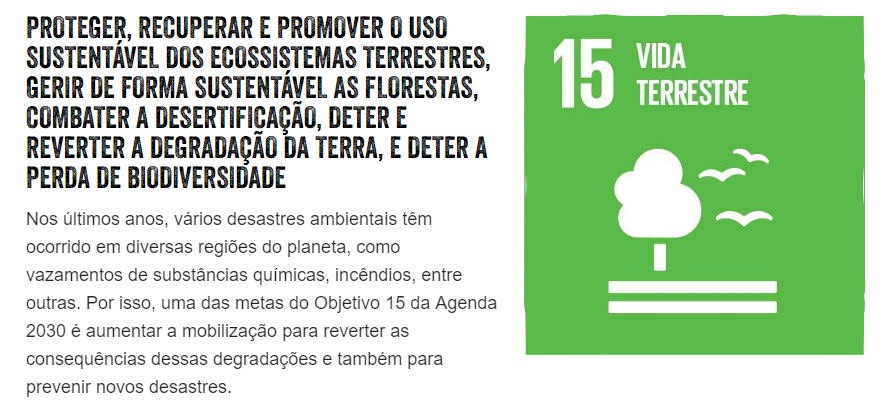 PROTEGER, RECUPERAR E PROMOVER O USO
SUSTENTÁVEL DOS ECOSSISTEMAS TERRESTRES,
GERIR DE FORMA SUSTENTÁVEL AS FLORESTAS,
COMBATER A DESERTIFICAÇÃO, DETER E
REVERTER A DEGRADAÇÃO DA TERRA, E DETER A
PERDA DE BIODIVERSIDADE
Nos últimos anos, vários desastres ambientais têm
ocorrido em diversas regiões do planeta, como
vazamentos de substâncias químicas, incêndios, entre
outras. Por isso, uma das metas do Objetivo 15 da Agenda
2030 é aumentar a mobilização para reverter as
consequências dessas degradações e também para
prevenir novos desastres.
15 VIDA
TERRESTRE